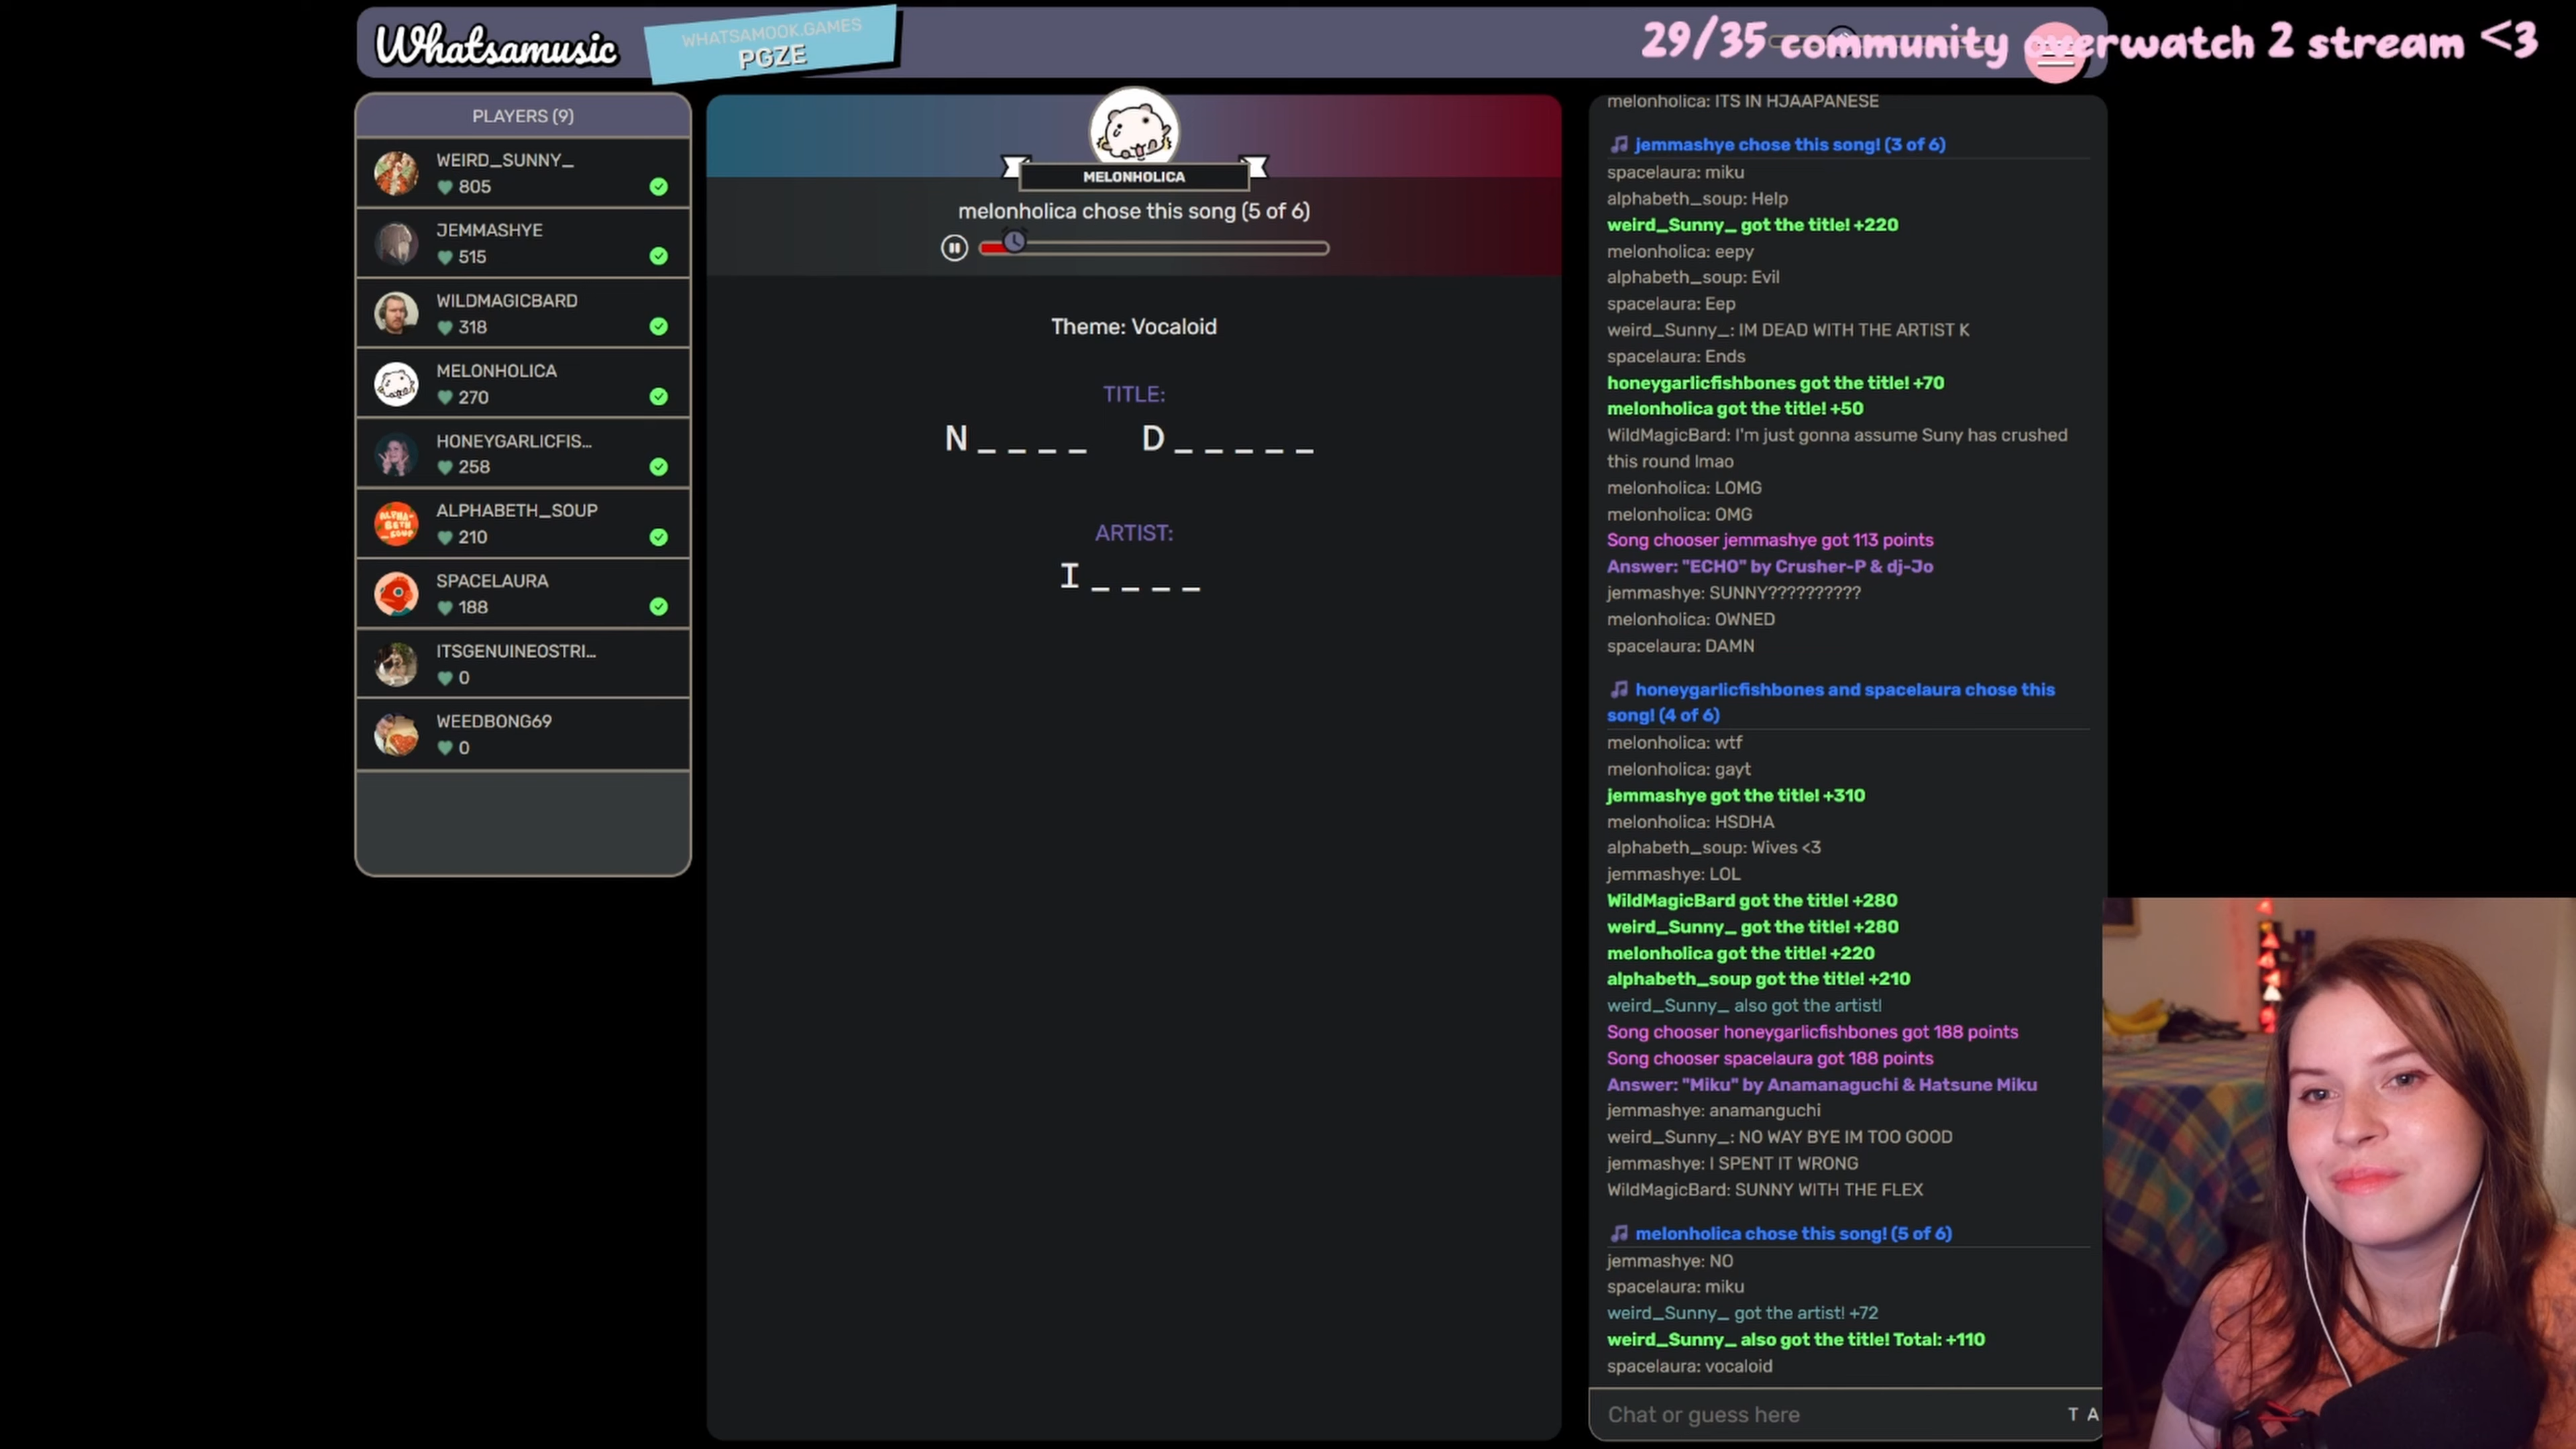 Whatsamusic
WHATSAMOOK.GAMES
PGZE
29/35 community overwatch 2 stream <3
PLAYERS (9)
WEIRD_SUNNY_
805
JEMMASHYE
515
WILDMAGICBARD
318
MELONHOLICA
270
HONEYGARLICFIS...
258
ALPHABETH_SOUP
210
SPACELAURA
188
ITSGENUINEOSTRI...
0
WEEDBONG69
0
MELONHOLICA
melonholica chose this song (5 of 6)
Theme: Vocaloid
TITLE:
N _ _ _ _ D _ _ _ _ _
ARTIST:
I _ _ _ _
melonholica: ITS IN HJAAPANESE
jemmashye chose this song! (3 of 6)
spacelaura: miku
alphabeth_soup: Help
weird_Sunny_ got the title! +220
melonholica: eepy
alphabeth_soup: Evil
spacelaura: Eep
weird_Sunny_: IM DEAD WITH THE ARTIST K
spacelaura: Ends
honeygarlicfishbones got the title! +70
melonholica got the title! +50
WildMagicBard: I'm just gonna assume Suny has crushed
this round lmao
melonholica: LOMG
melonholica: OMG
Song chooser jemmashye got 113 points
Answer: "ECHO" by Crusher-P & dj-Jo
jemmashye: SUNNY??????????
melonholica: OWNED
spacelaura: DAMN
honeygarlicfishbones and spacelaura chose this
song! (4 of 6)
melonholica: wtf
melonholica: gayt
jemmashye got the title! +310
melonholica: HSDHA
alphabeth_soup: Wives <3
jemmashye: LOL
WildMagicBard got the title! +280
weird_Sunny_ got the title! +280
melonholica got the title! +220
alphabeth_soup got the title! +210
weird_Sunny_ also got the artist!
Song chooser honeygarlicfishbones got 188 points
Song chooser spacelaura got 188 points
Answer: "Miku" by Anamanaguchi & Hatsune Miku
jemmashye: anamanguchi
weird_Sunny_: NO WAY BYE IM TOO GOOD
jemmashye: I SPENT IT WRONG
WildMagicBard: SUNNY WITH THE FLEX
melonholica chose this song! (5 of 6)
jemmashye: NO
spacelaura: miku
weird_Sunny_ got the artist! +72
weird_Sunny_ also got the title! Total: +110
spacelaura: vocaloid
Chat or guess here
T A